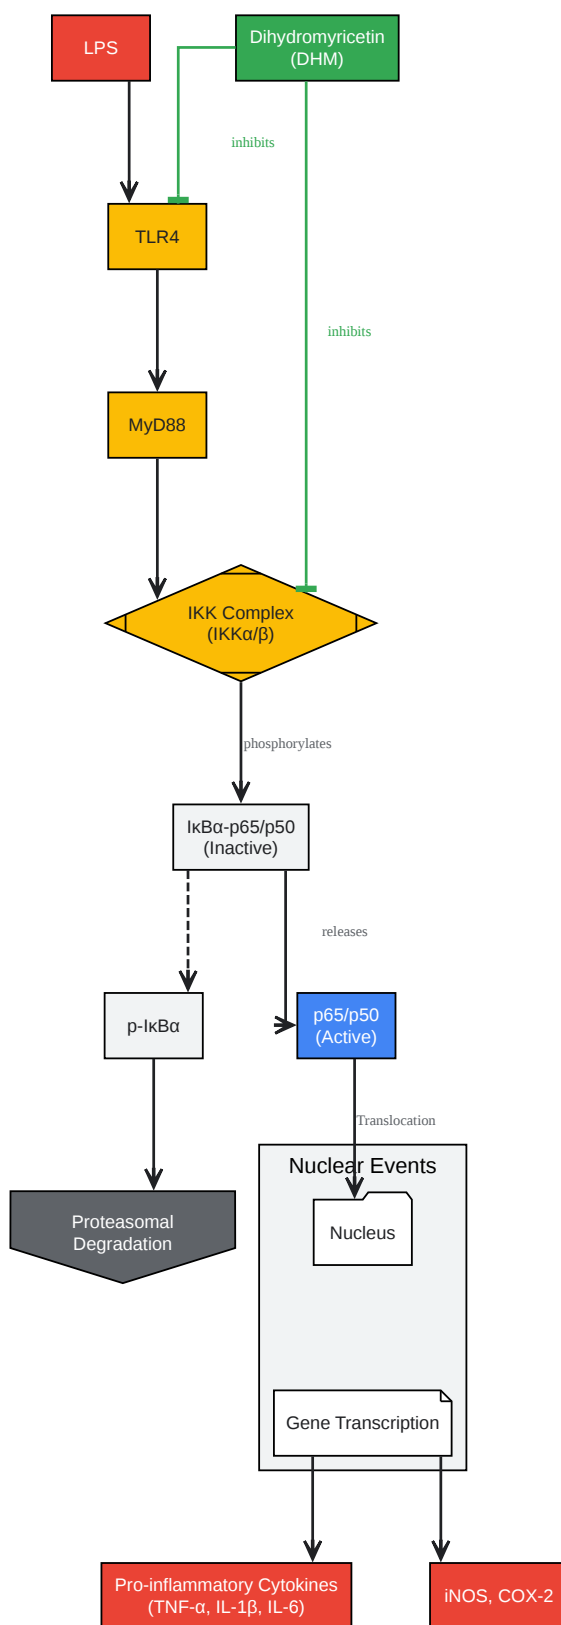 LPS
Dihydromyricetin
(DHM)
inhibits
TLR4
inhibits
MyD88
IKK Complex
(IKKα/β)
phosphorylates
IκBα-p65/p50
(Inactive)
releases
p-IκBα
p65/p50
(Active)
Translocation
Nuclear Events
Proteasomal
Degradation
Nucleus
Gene Transcription
Pro-inflammatory Cytokines
(TNF-α, IL-1β, IL-6)
iNOS, COX-2